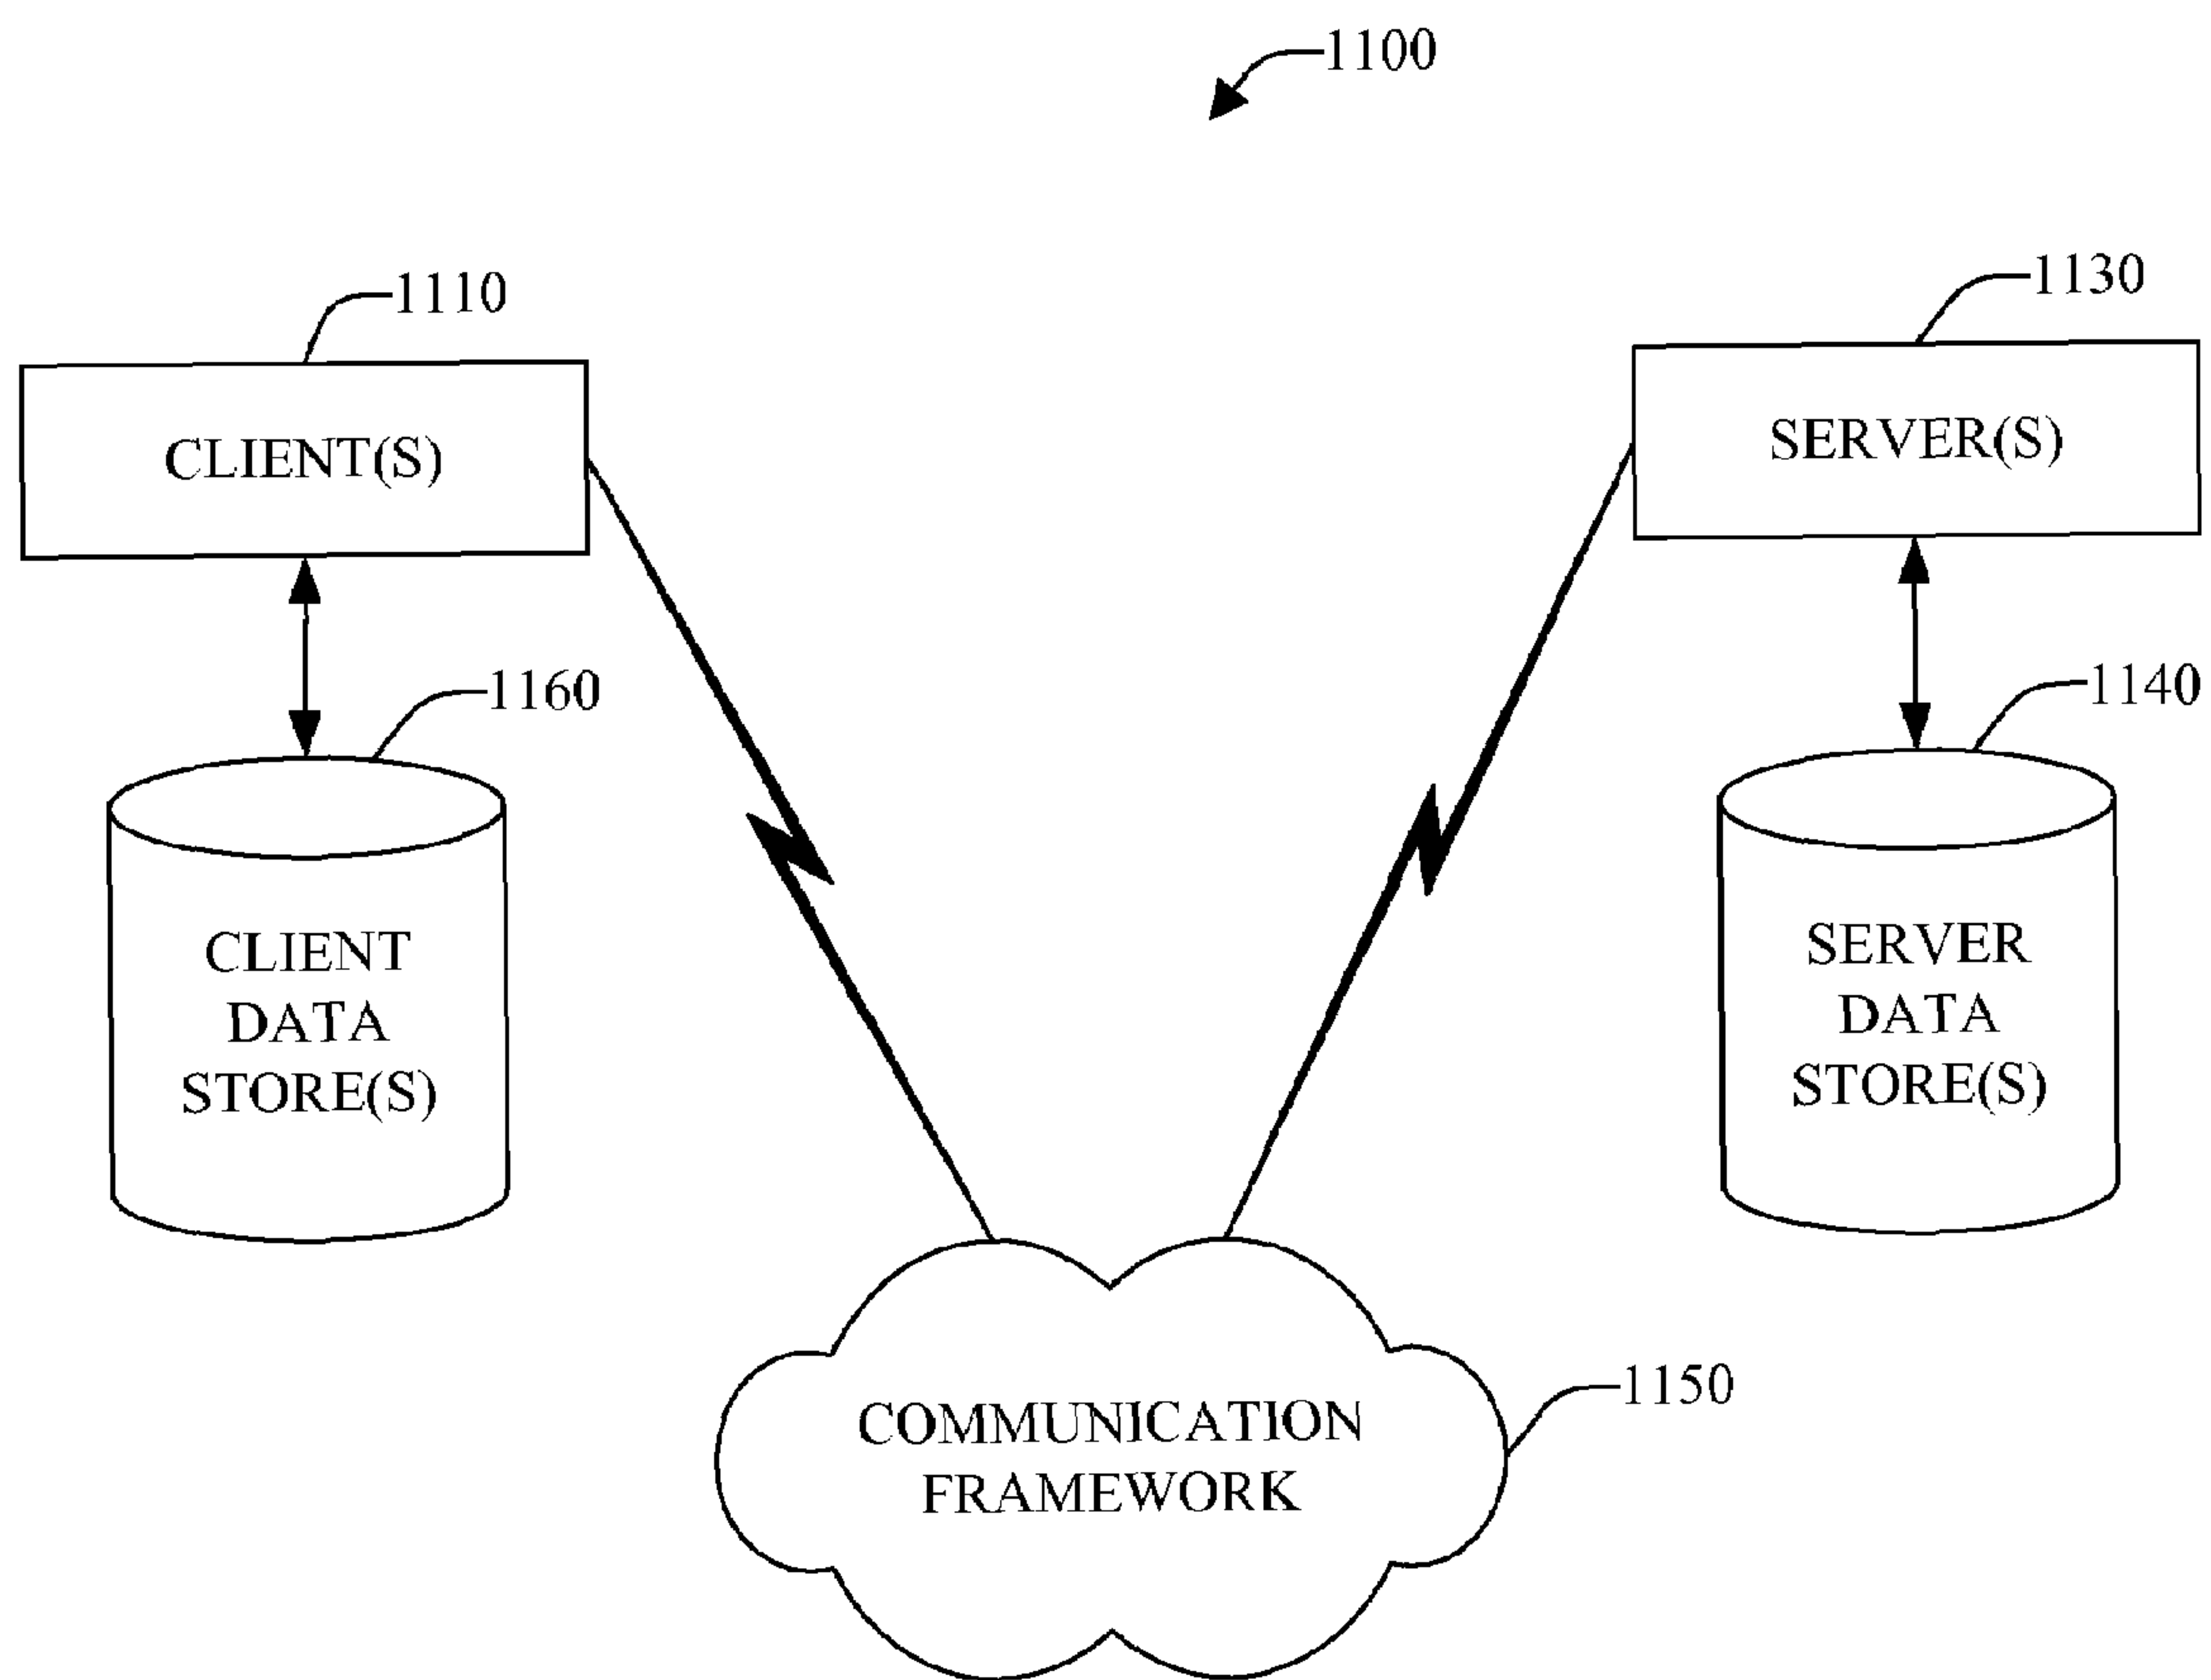 1100
1110
1130
CLIENT(S)
SERVER(S)
1160
1140
CLIENT
DATA
STORE(S)
SERVER
DATA
STORE(S)
1150
COMMUNICATION
FRAMEWORK